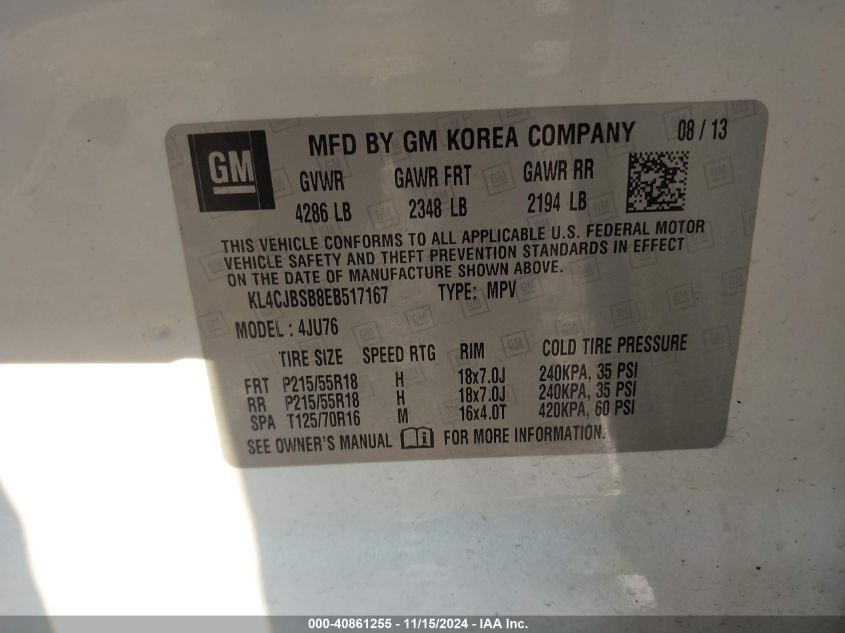 GM
MFD BY GM KOREA COMPANY 08 / 13
GVWR GAWR FRT GAWR RR
4286 LB 2348 LB 2194 LB
THIS VEHICLE CONFORMS TO ALL APPLICABLE U.S. FEDERAL MOTOR
VEHICLE SAFETY AND THEFT PREVENTION STANDARDS IN EFFECT
ON THE DATE OF MANUFACTURE SHOWN ABOVE.
KL4CJBSB8EB517167 TYPE: MPV
MODEL : 4JU76
TIRE SIZE SPEED RTG RIM COLD TIRE PRESSURE
FRT P215/55R18 H 18x7.0J 240KPA, 35 PSI
RR P215/55R18 H 18x7.0J 240KPA, 35 PSI
SPA T125/70R16 M 16x4.0T 420KPA, 60 PSI
SEE OWNER'S MANUAL i FOR MORE INFORMATION.
000-40861255 - 11/15/2024 - IAA Inc.